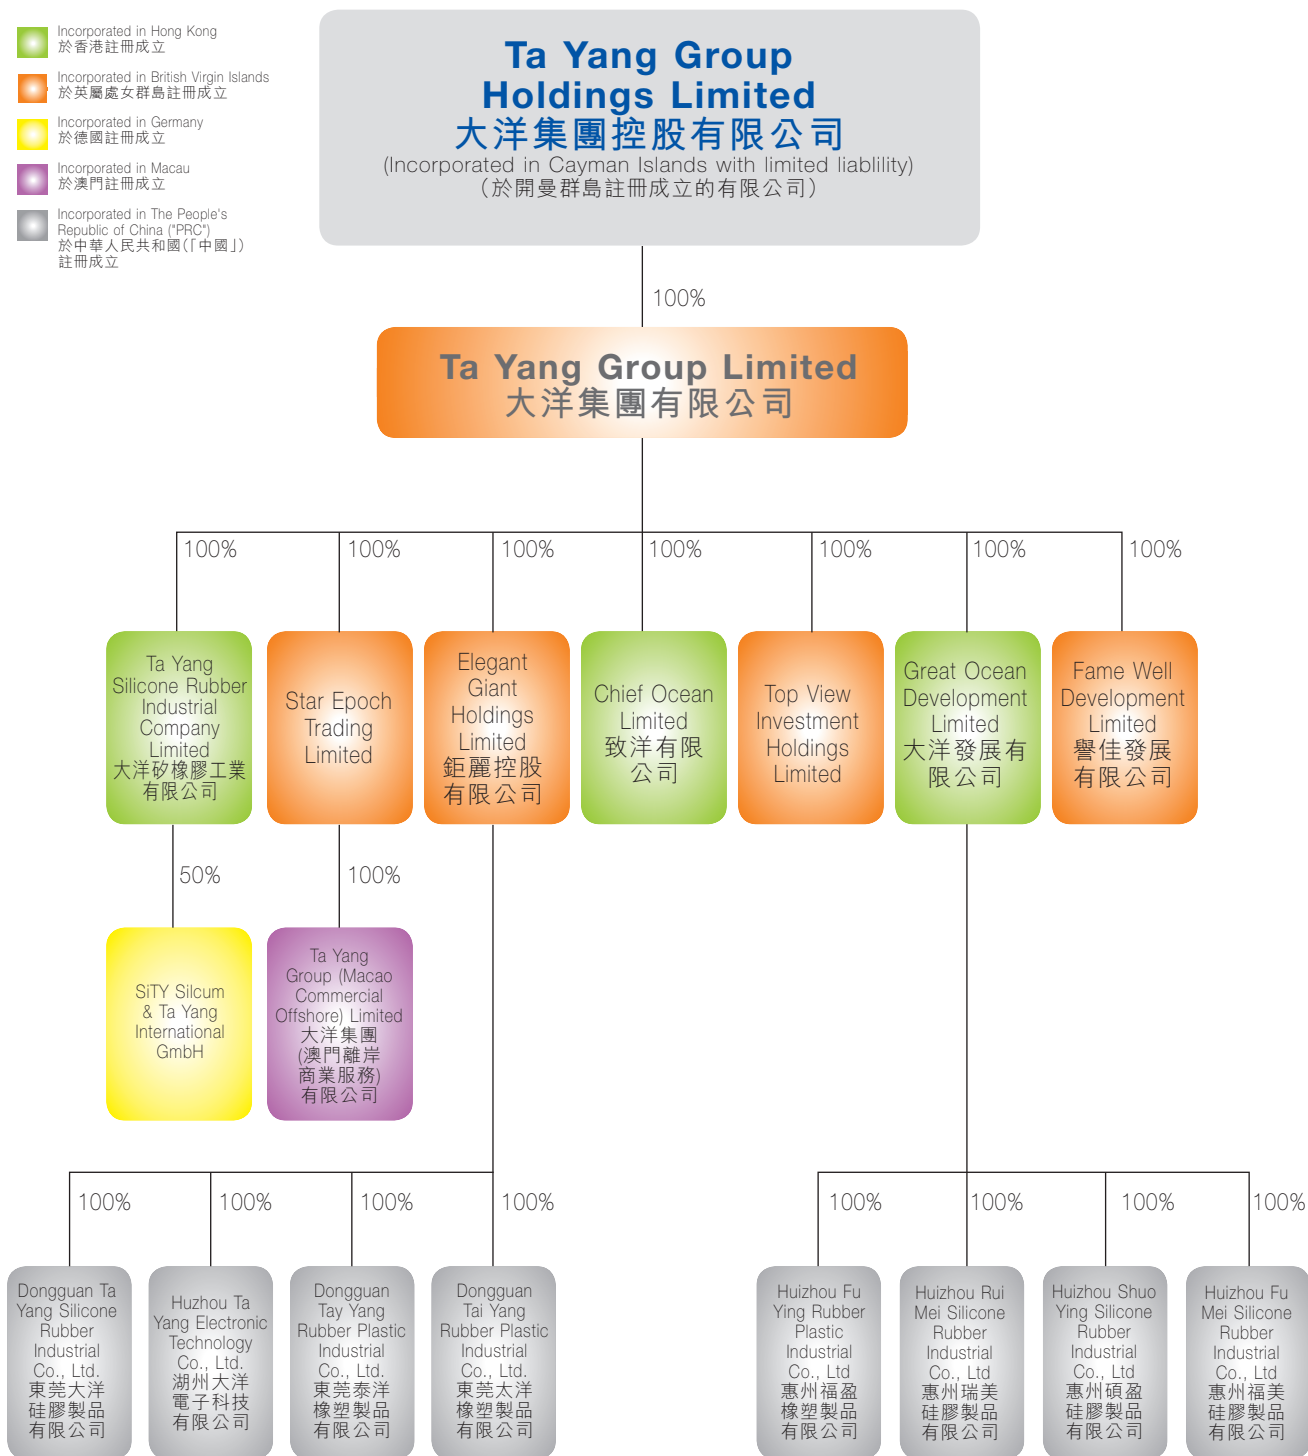 Incorporated in Hong Kong
於香港註冊成立
Incorporated in British Virgin Islands
於英屬處女群島註冊成立
Incorporated in Germany
於德國註冊成立
Incorporated in Macau
於澳門註冊成立
Incorporated in The People's
Republic of China ("PRC")
於中華人民共和國(「中國」)
註冊成立
Ta Yang Group
Holdings Limited
大洋集團控股有限公司
(Incorporated in Cayman Islands with limited liablility)
（於開曼群島註冊成立的有限公司）
100%
Ta Yang Group Limited
大洋集團有限公司
100%
100%
100%
100%
100%
100%
100%
Ta Yang
Silicone Rubber
Industrial
Company
Limited
大洋矽橡膠工業
有限公司
Star Epoch
Trading
Limited
Elegant
Giant
Holdings
Limited
鉅麗控股
有限公司
Chief Ocean
Limited
致洋有限
公司
Top View
Investment
Holdings
Limited
Great Ocean
Development
Limited
大洋發展有
限公司
Fame Well
Development
Limited
譽佳發展
有限公司
50%
100%
SiTY Silcum
& Ta Yang
International
GmbH
Ta Yang
Group (Macao
Commercial
Offshore) Limited
大洋集團
(澳門離岸
商業服務)
有限公司
100%
100%
100%
100%
100%
100%
100%
100%
Dongguan Ta
Yang Silicone
Rubber
Industrial
Co., Ltd.
東莞大洋
硅膠製品
有限公司
Huzhou Ta
Yang Electronic
Technology
Co., Ltd.
湖州大洋
電子科技
有限公司
Dongguan
Tay Yang
Rubber Plastic
Industrial
Co., Ltd.
東莞泰洋
橡塑製品
有限公司
Dongguan
Tai Yang
Rubber Plastic
Industrial
Co., Ltd.
東莞太洋
橡塑製品
有限公司
Huizhou Fu
Ying Rubber
Plastic
Industrial
Co., Ltd
惠州福盈
橡塑製品
有限公司
Huizhou Rui
Mei Silicone
Rubber
Industrial
Co., Ltd
惠州瑞美
硅膠製品
有限公司
Huizhou Shuo
Ying Silicone
Rubber
Industrial
Co., Ltd
惠州碩盈
硅膠製品
有限公司
Huizhou Fu
Mei Silicone
Rubber
Industrial
Co., Ltd
惠州福美
硅膠製品
有限公司